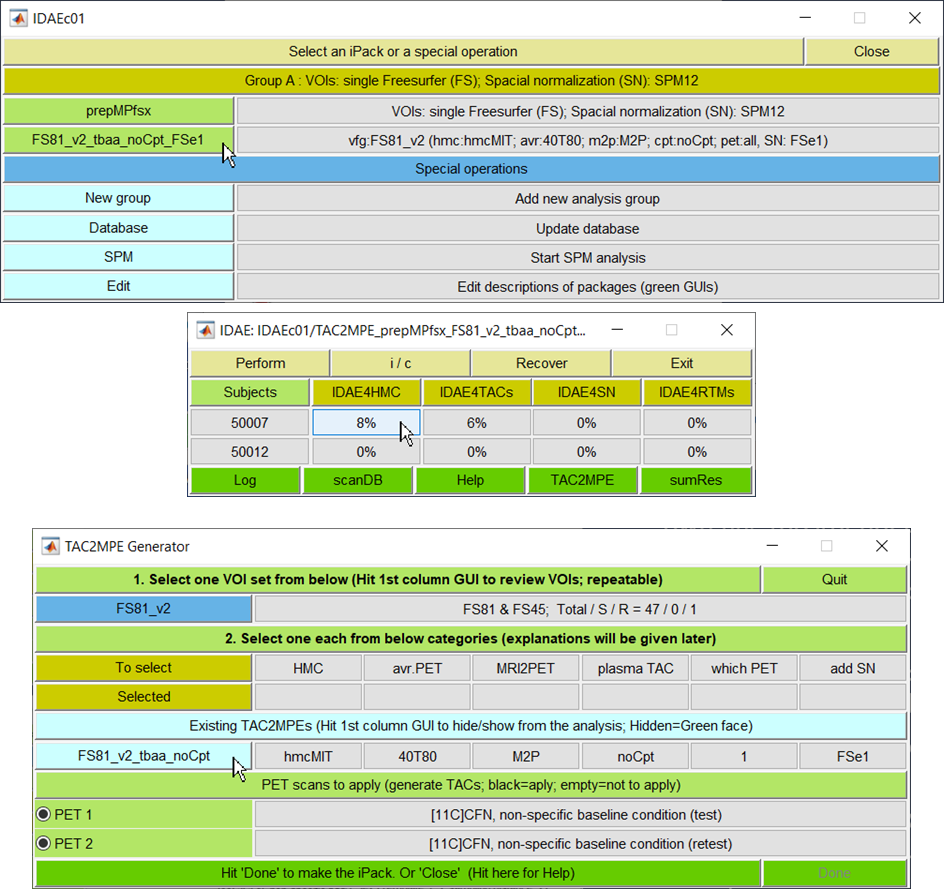 IDAEc01
Select an iPack or a special operation Close
Group A : VOIs: single Freesurfer (FS); Spacial normalization (SN): SPM12
prepMPfsx VOIs: single Freesurfer (FS); Spacial normalization (SN): SPM12
FS81_v2_tbaa_noCpt_FSe1 vfg:FS81_v2 (hmc:hmcMIT; avr:40T80; m2p:M2P; cpt:noCpt; pet:all, SN: FSe1)
Special operations
New group Add new analysis group
Database Update database
SPM Start SPM analysis
Edit Edit descriptions of packages (green GUIs)
IDAE: IDAEc01/TAC2MPE_prepMPfsx_FS81_v2_tbaa_noCpt...
Perform i / c Recover Exit
Subjects IDAE4HMC IDAE4TACs IDAE4SN IDAE4RTMs
50007 8% 6% 0% 0%
50012 0% 0% 0% 0%
Log scanDB Help TAC2MPE sumRes
TAC2MPE Generator
1. Select one VOI set from below (Hit 1st column GUI to review VOIs; repeatable) Quit
FS81_v2 FS81 & FS45; Total / S / R = 47 / 0 / 1
2. Select one each from below categories (explanations will be given later)
To select HMC avr.PET MRI2PET plasma TAC which PET add SN
Selected
Existing TAC2MPEs (Hit 1st column GUI to hide/show from the analysis; Hidden=Green face)
FS81_v2_tbaa_noCpt hmcMIT 40T80 M2P noCpt 1 FSe1
PET scans to apply (generate TACs; black=aply; empty=not to apply)
PET 1 [11C]CFN, non-specific baseline condition (test)
PET 2 [11C]CFN, non-specific baseline condition (retest)
Hit 'Done' to make the iPack. Or 'Close' (Hit here for Help) Done